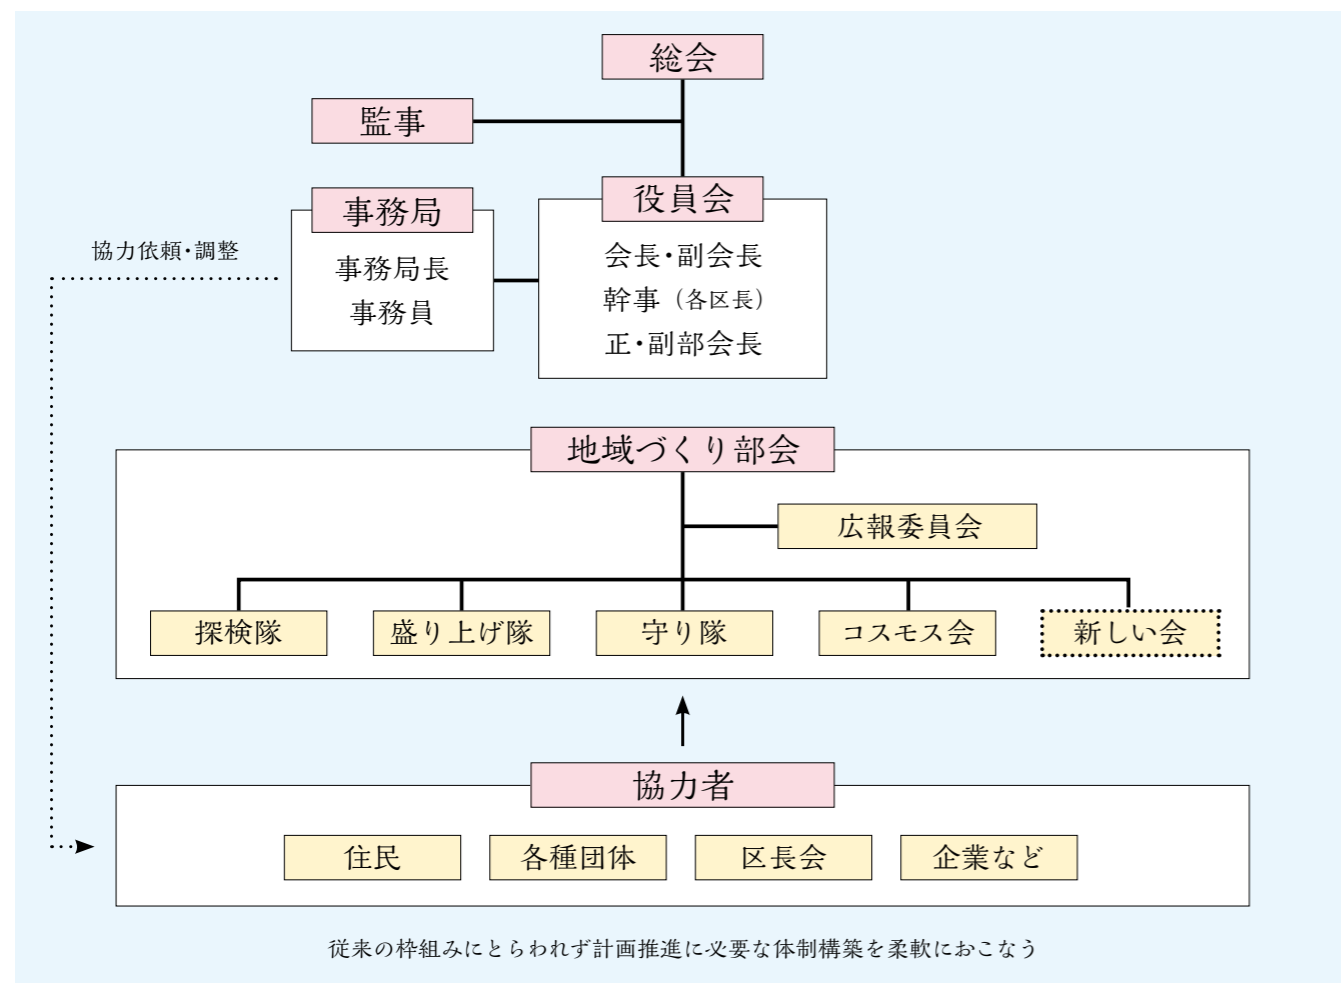 総会
監事
役員会
事務局
会長・副会長
幹事（各区長）
正・副部会長
事務局長
事務員
協力依頼・調整
地域づくり部会
広報委員会
探検隊
盛り上げ隊
守り隊
コスモス会
新しい会
協力者
住民
各種団体
区長会
企業など
従来の枠組みにとらわれず計画推進に必要な体制構築を柔軟におこなう